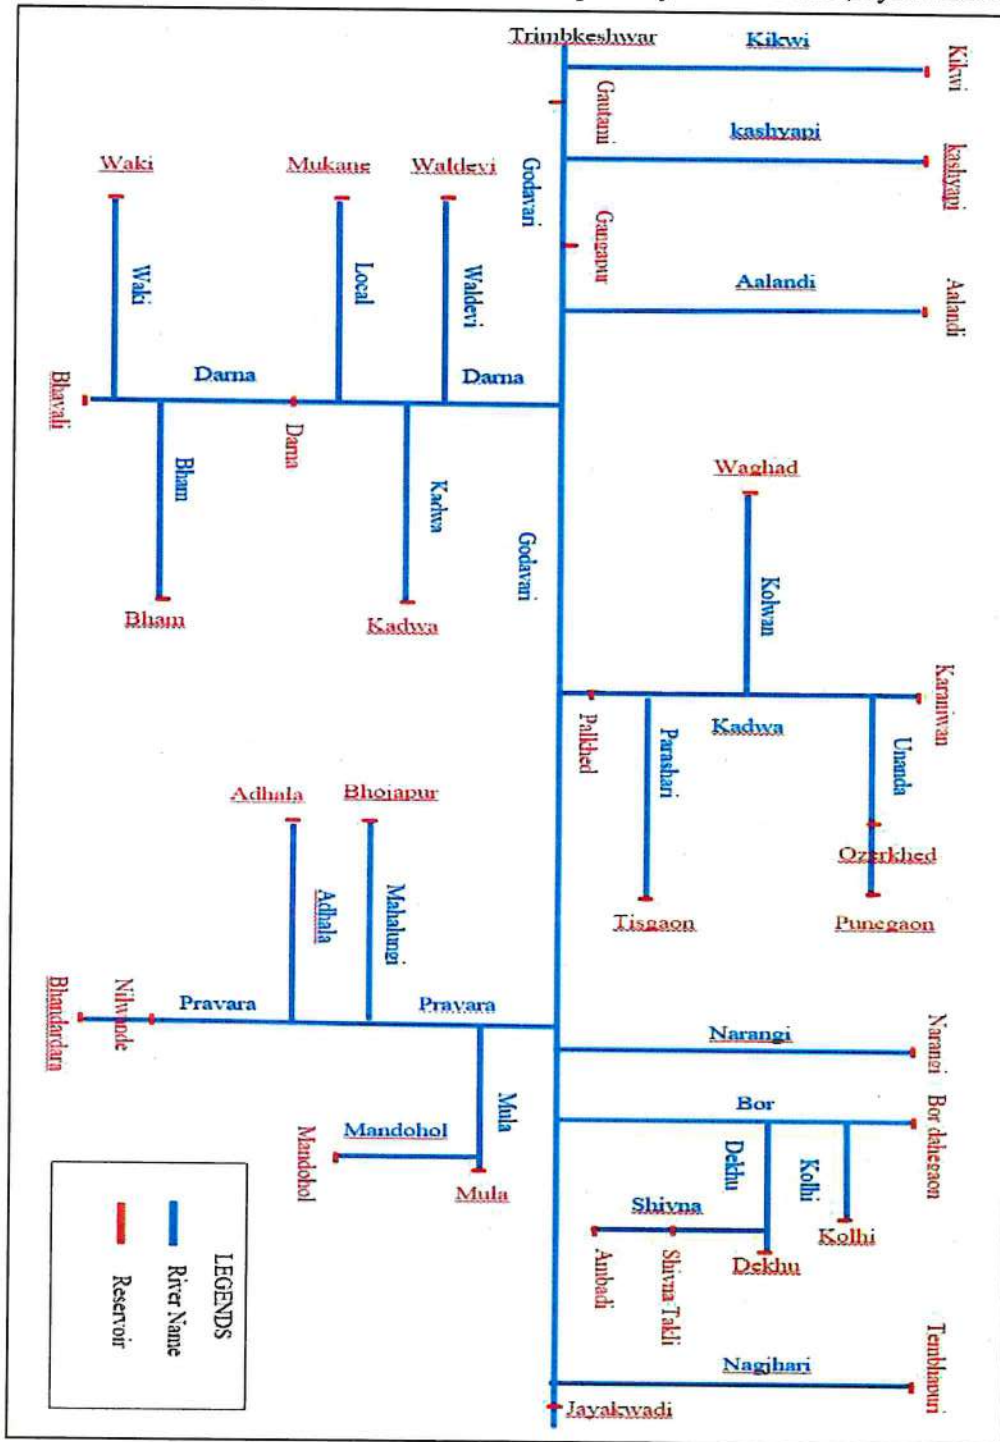 Trimbkeshwar
Kikwi
Kikwi
Gautami
kashyapi
kashyapi
Godavari
Gangapur
Aalandi
Aalandi
Waki
Mukane
Waldevi
Waki
Local
Waldevi
Darna
Darna
Bhavali
Darna
Bham
Kadwa
Bham
Kadwa
Godavari
Waghad
Kolwan
Karaniwan
Palkhed
Parashari
Kadwa
Unanda
Ozerkhed
Tisgaon
Punegaon
Adhala
Bhojapur
Adhala
Mahalungi
Pravara
Pravara
Bhandardara
Nilwande
Mula
Mandohol
Mandohol
Mula
Narangi
Narangi
Bor
Bor dahegaon
Dekhu
Kolhi
Kolhi
Shivna
Dekhu
Ambadi
Shivna-Takli
Nagjhari
Tembhapuri
Jayakwadi
LEGENDS
River Name
Reservoir